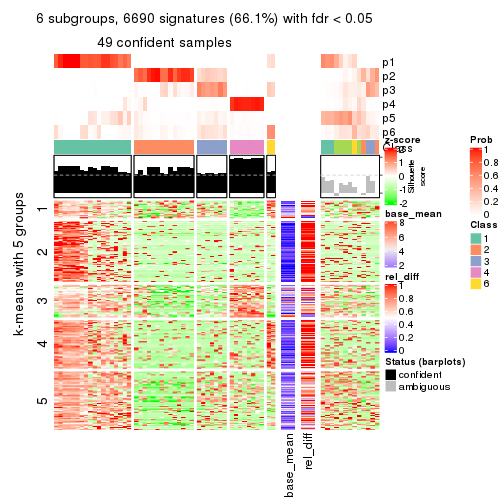 6 subgroups, 6690 signatures (66.1%) with fdr < 0.05
49 confident samples
p1
p2
p3
p4
p5
p6
Class
Silhouette
score
k-means with 5 groups
1
2
3
4
5
base_mean
rel_diff
z-score
2
1
0
-1
-2
base_mean
8
6
4
2
rel_diff
1
0.8
0.6
0.4
0.2
0
Status (barplots)
confident
ambiguous
Prob
1
0.8
0.6
0.4
0.2
0
Class
1
2
3
4
6